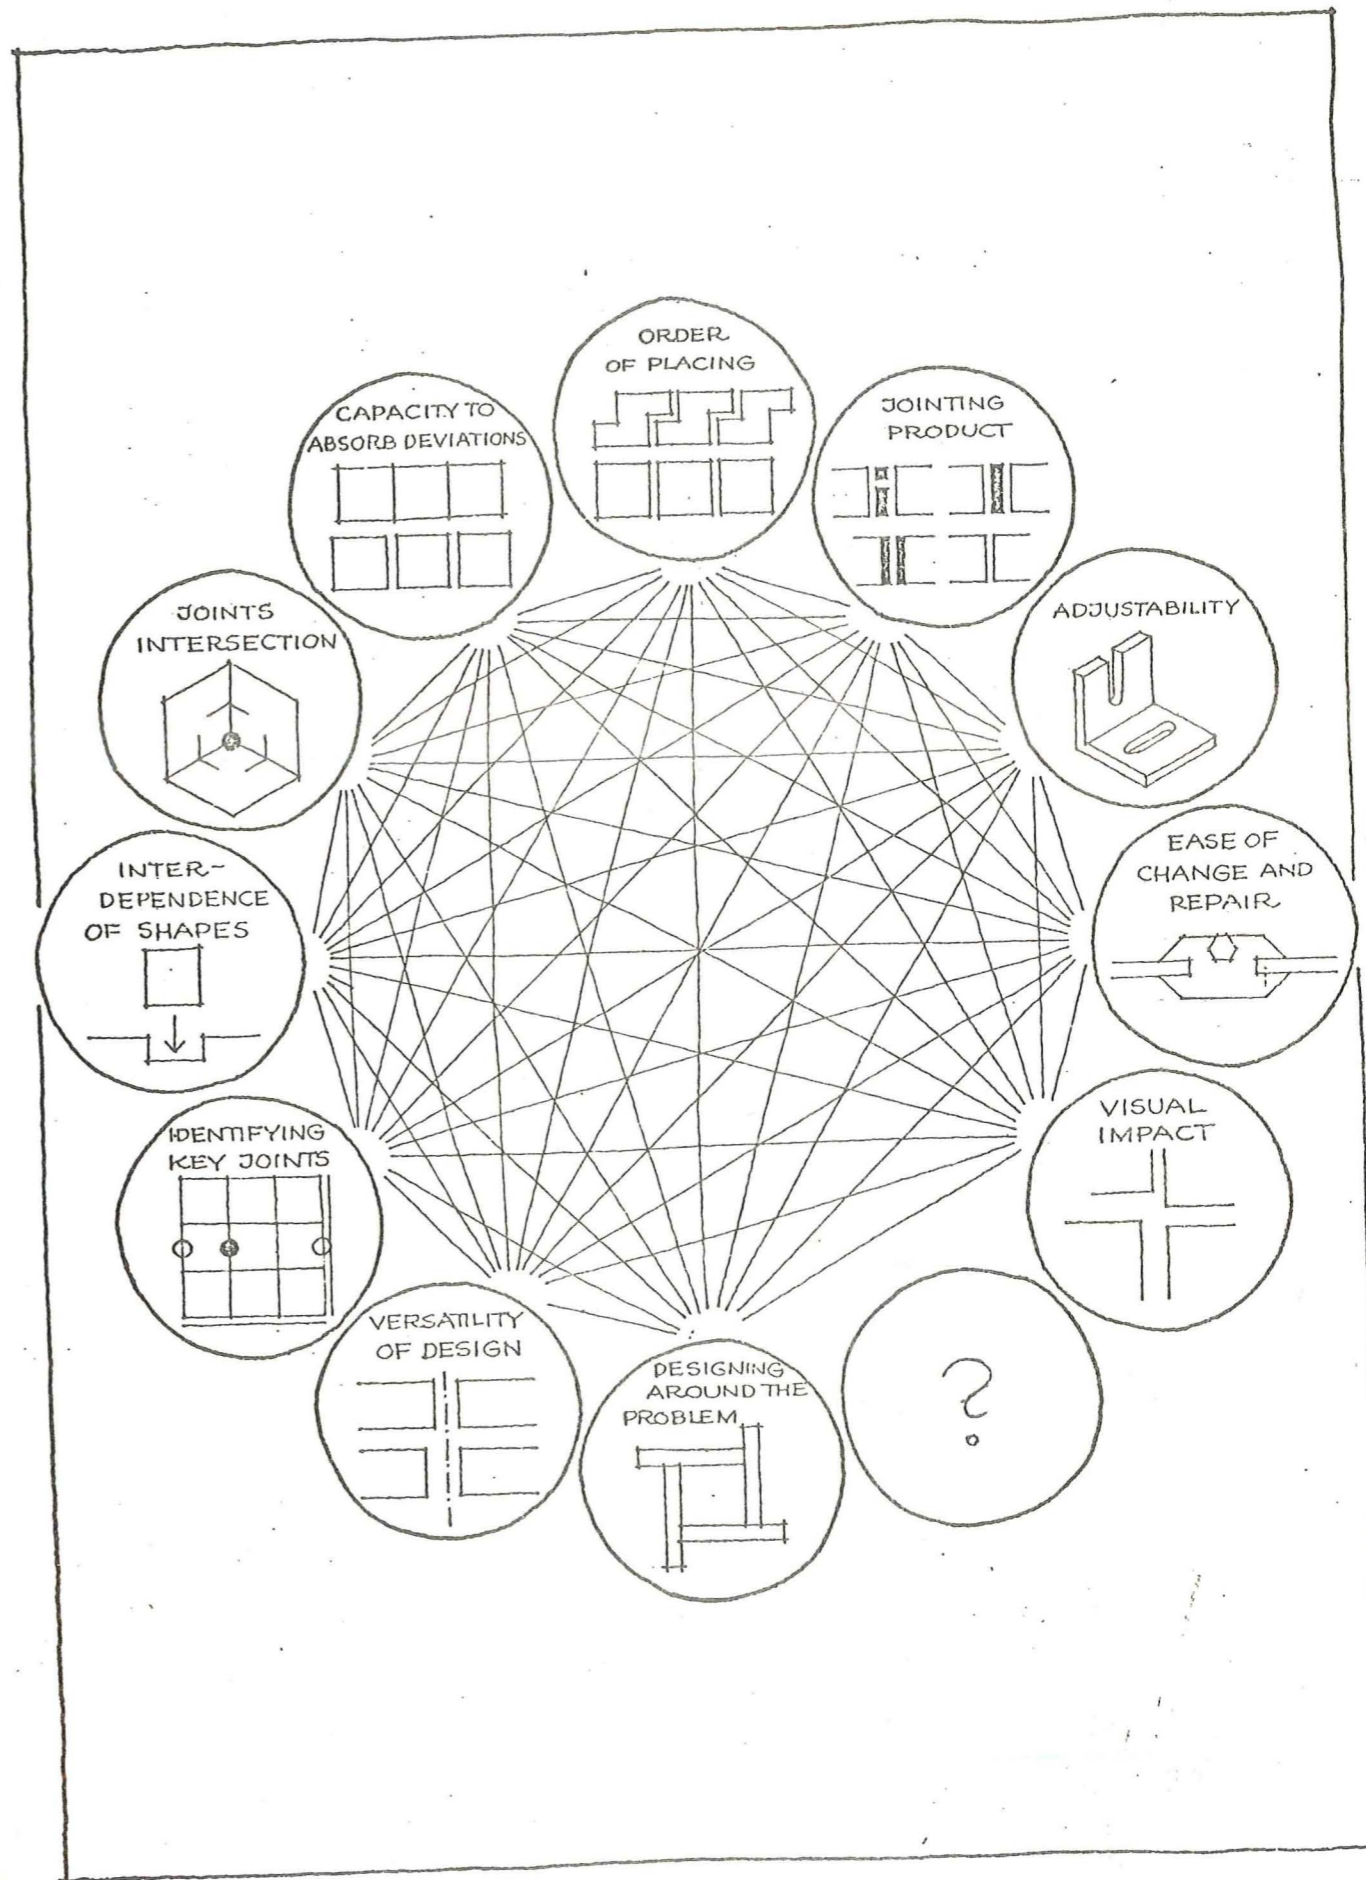 ORDER
OF PLACING
JOINTING
PRODUCT
ADJUSTABILITY
EASE OF
CHANGE AND
REPAIR
VISUAL
IMPACT
?
DESIGNING
AROUND THE
PROBLEM
VERSATILITY
OF DESIGN
IDENTIFYING
KEY JOINTS
INTER-
DEPENDENCE
OF SHAPES
JOINTS
INTERSECTION
CAPACITY TO
ABSORB DEVIATIONS